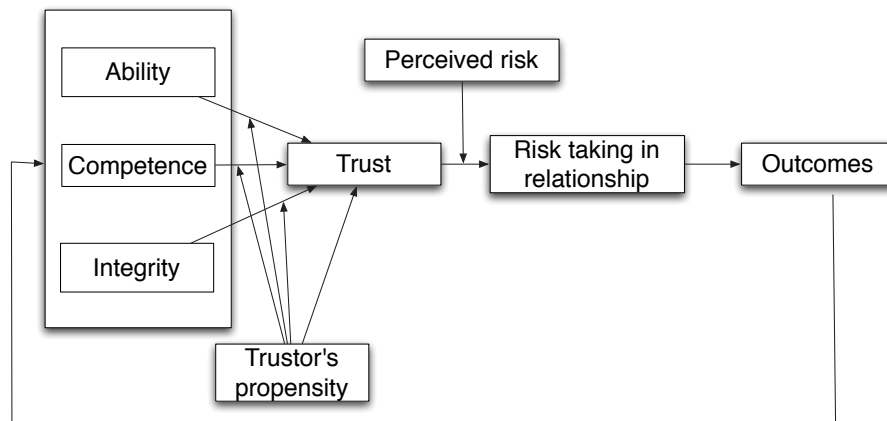 Ability
Perceived risk
Competence
Trust
Risk taking in
relationship
Outcomes
Integrity
Trustor's
propensity